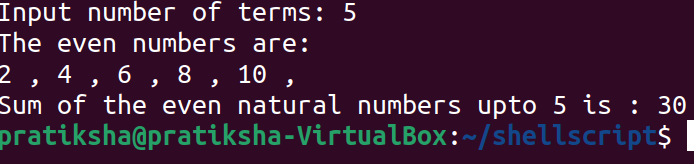 Input number of terms: 5
The even numbers are:
2 , 4 , 6 , 8 , 10 ,
Sum of the even natural numbers upto 5 is : 30
pratiksha@pratiksha-VirtualBox:~/shellscript$